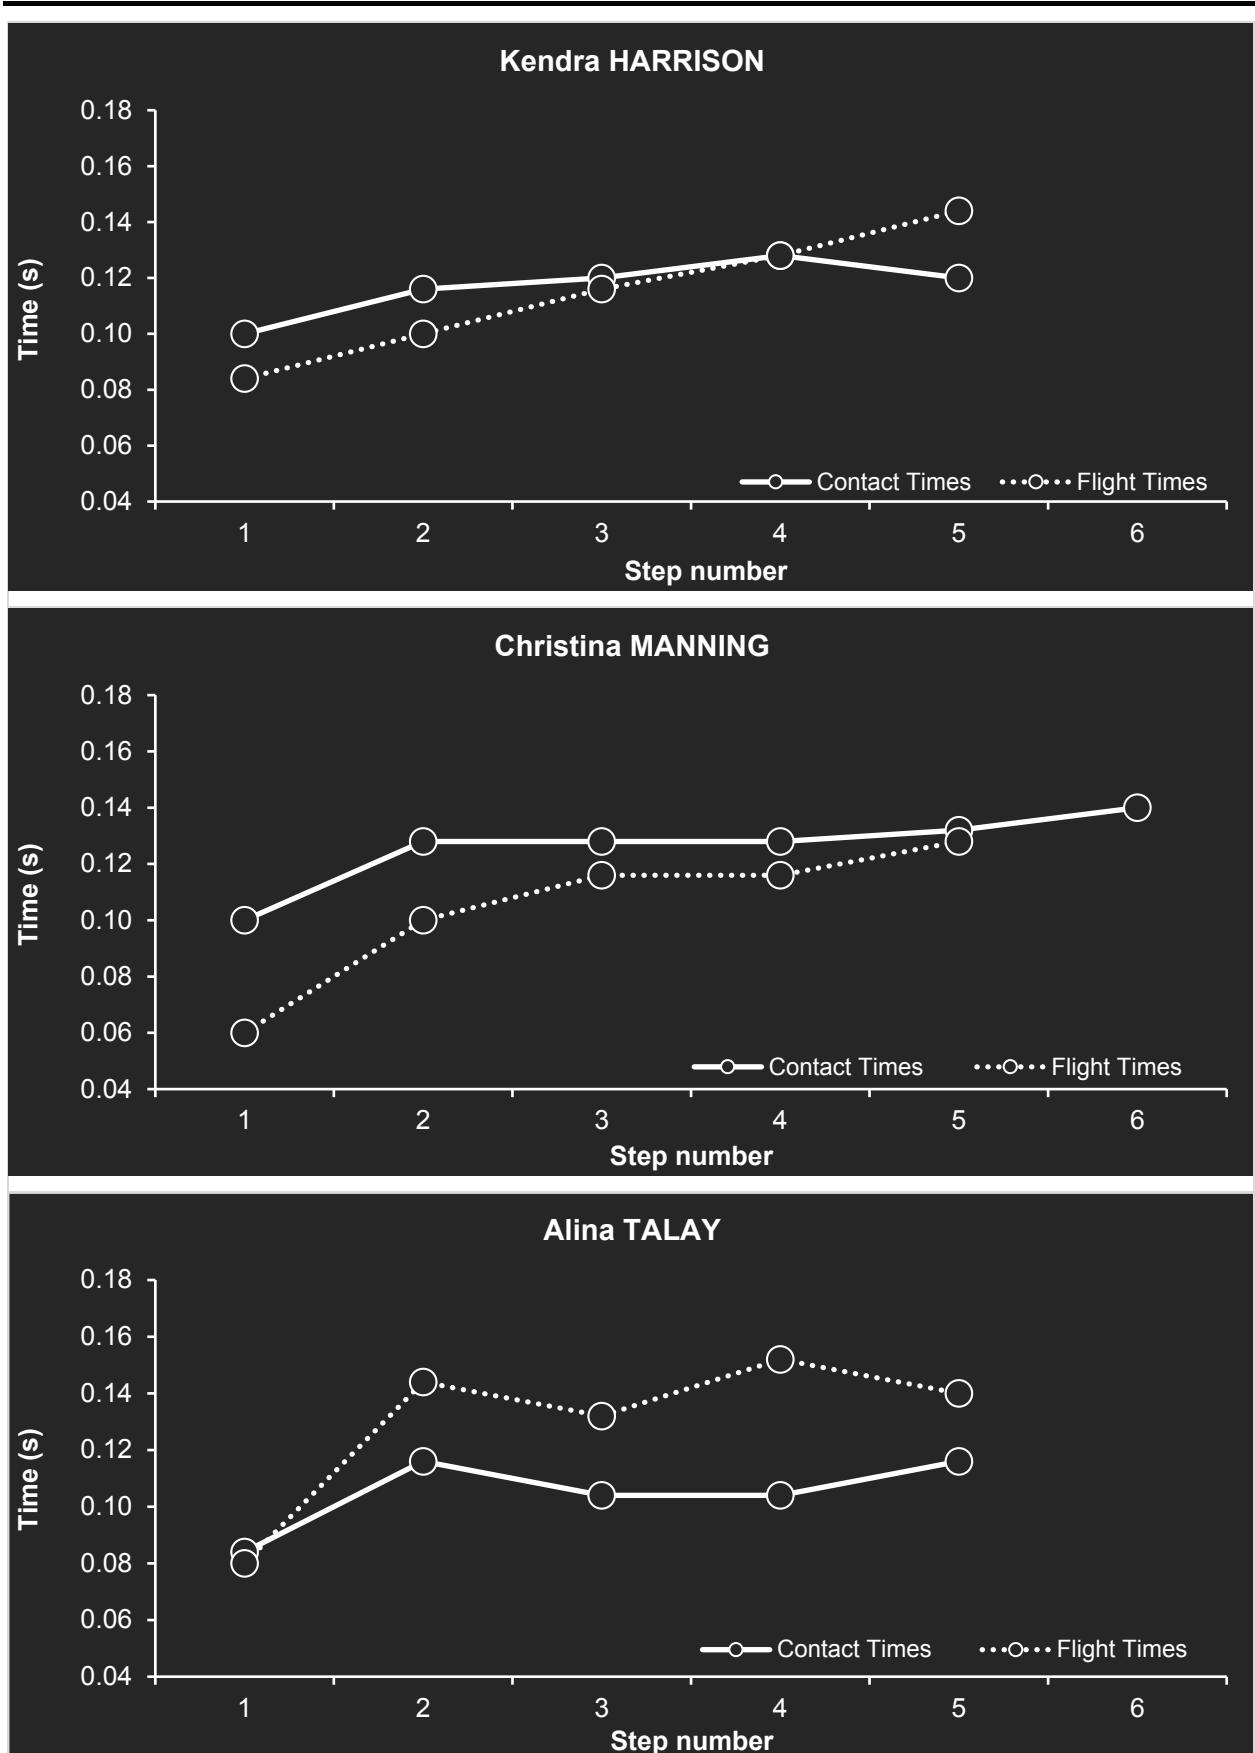 Kendra HARRISON
0.18
0.16
0.14
0.12
0.10
0.08
0.06
0.04
Time (s)
Contact Times Flight Times
1 2 3 4 5 6
Step number
Christina MANNING
0.18
0.16
0.14
0.12
0.10
0.08
0.06
0.04
Time (s)
Contact Times Flight Times
1 2 3 4 5 6
Step number
Alina TALAY
0.18
0.16
0.14
0.12
0.10
0.08
0.06
0.04
Time (s)
Contact Times Flight Times
1 2 3 4 5 6
Step number